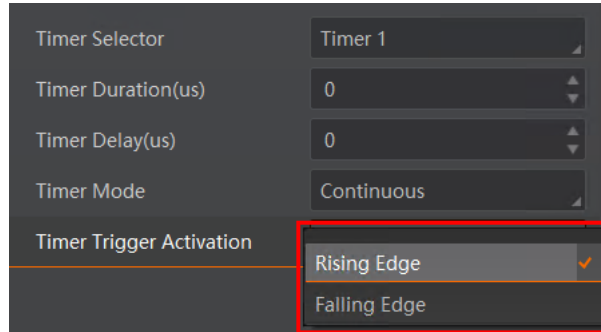 Timer Selector Timer 1
Timer Duration(us) 0
Timer Delay(us) 0
Timer Mode Continuous
Timer Trigger Activation
Rising Edge
Falling Edge